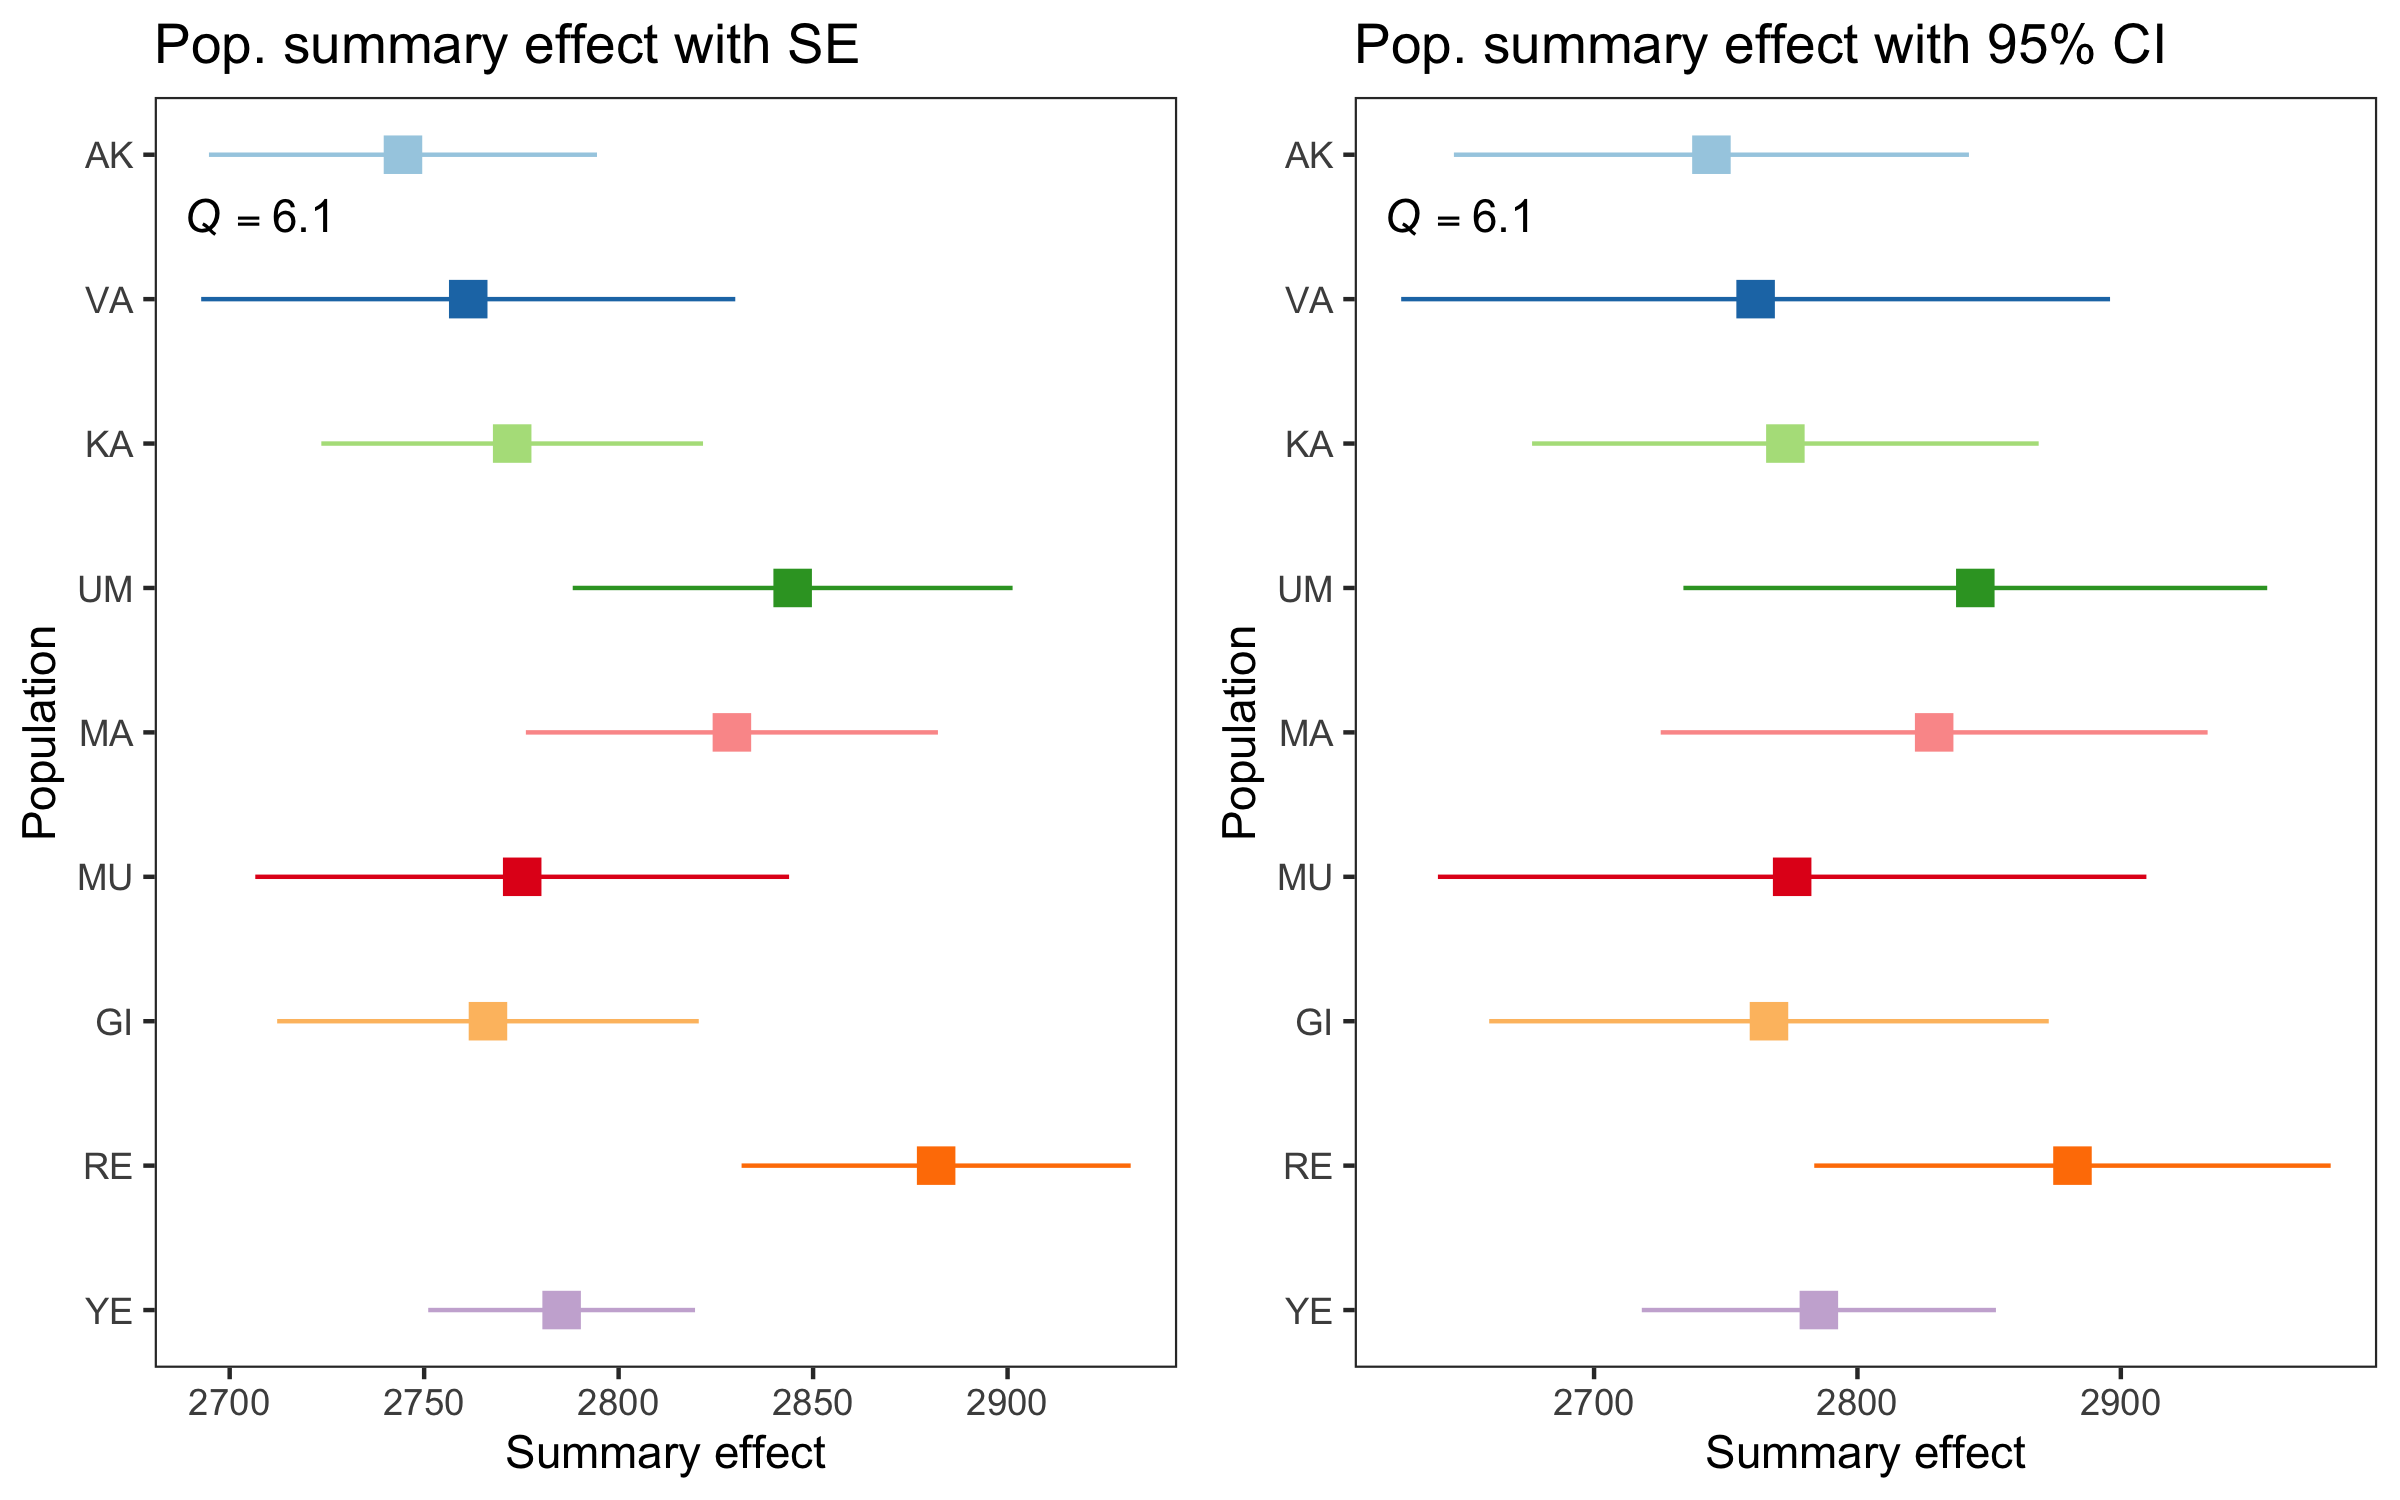 Pop. summary effect with SE
AK
Q = 6.1
VA
KA
UM
MA
MU
GI
RE
YE
Population
2700 2750 2800 2850 2900
Summary effect
Pop. summary effect with 95% CI
AK
Q = 6.1
VA
KA
UM
MA
MU
GI
RE
YE
Population
2700 2800 2900
Summary effect